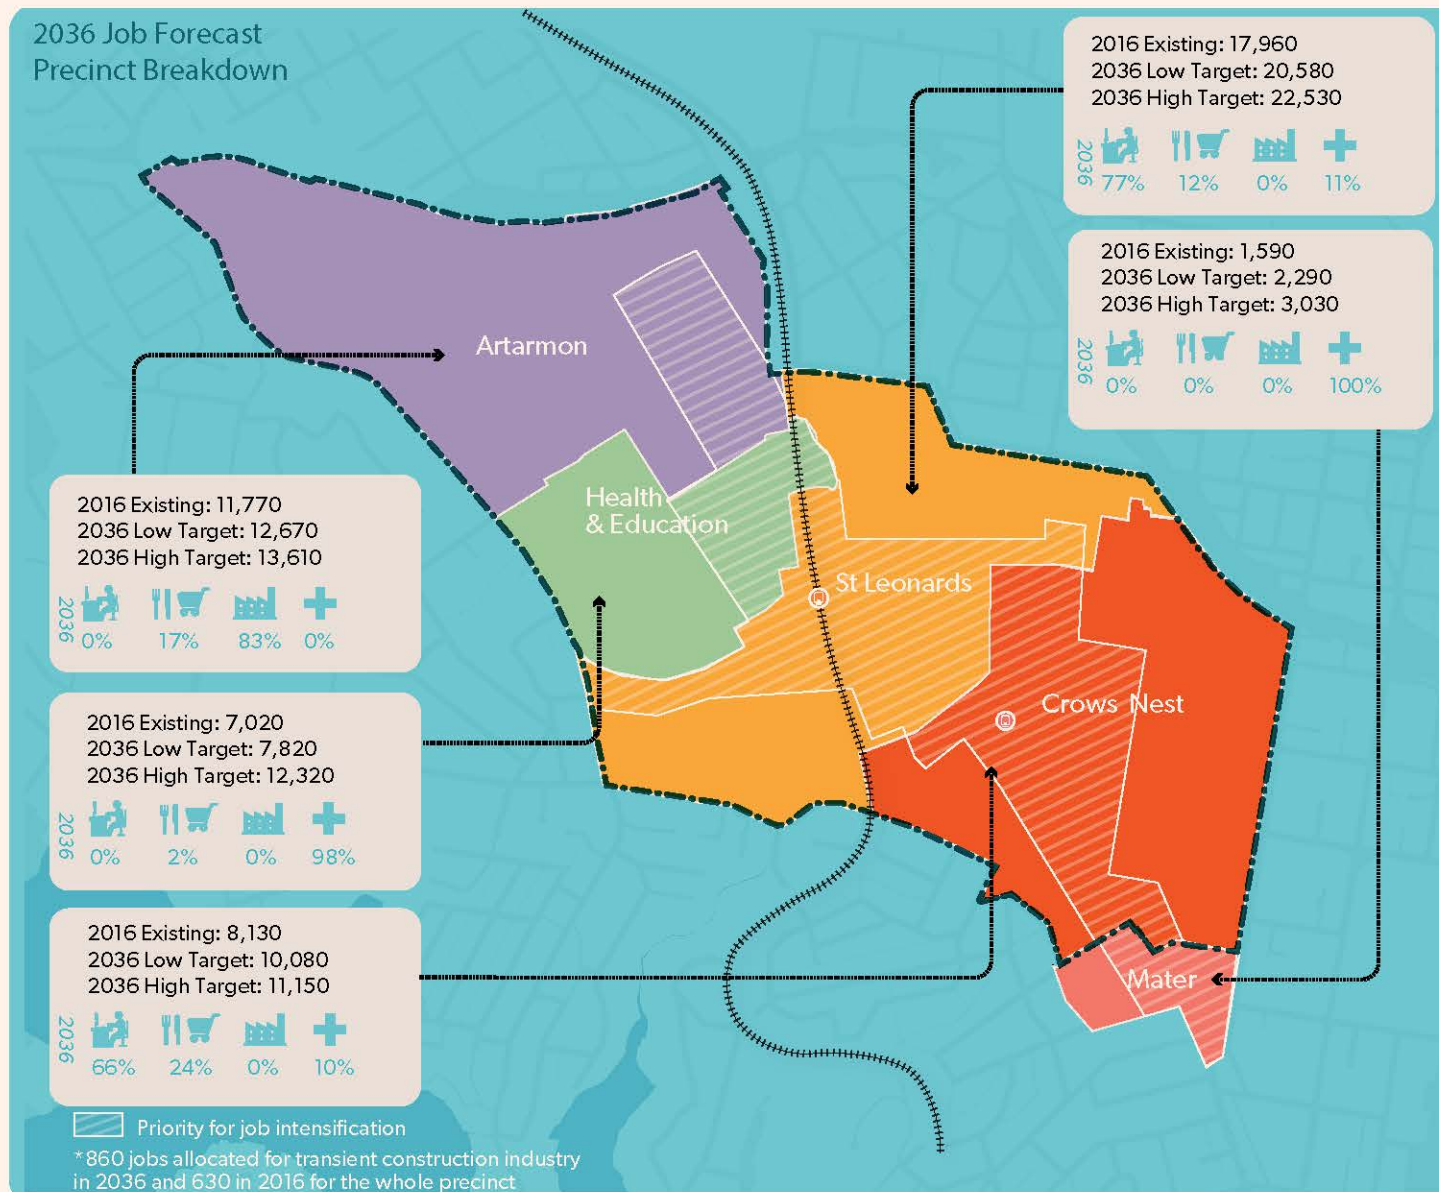 2036 Job Forecast
Precinct Breakdown
2016 Existing: 17,960
2036 Low Target: 20,580
2036 High Target: 22,530
2036
77% 12% 0% 11%
2016 Existing: 1,590
2036 Low Target: 2,290
2036 High Target: 3,030
2036
0% 0% 0% 100%
Artarmon
2016 Existing: 11,770
2036 Low Target: 12,670
2036 High Target: 13,610
2036
0% 17% 83% 0%
Health
& Education
St Leonards
Crows Nest
2016 Existing: 7,020
2036 Low Target: 7,820
2036 High Target: 12,320
2036
0% 2% 0% 98%
2016 Existing: 8,130
2036 Low Target: 10,080
2036 High Target: 11,150
2036
66% 24% 0% 10%
Mater
Priority for job intensification
*860 jobs allocated for transient construction industry
in 2036 and 630 in 2016 for the whole precinct